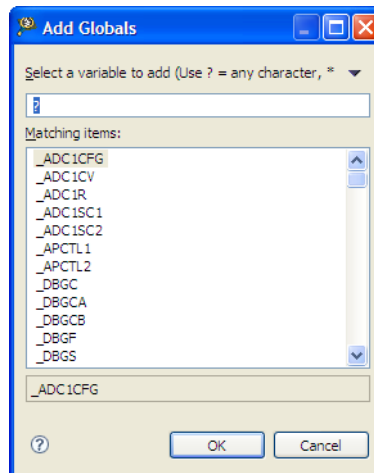 Add Globals
Select a variable to add (Use ? = any character, *
?
Matching items:
_ADC1CFG
_ADC1CV
_ADC1R
_ADC1SC1
_ADC1SC2
_APCTL1
_APCTL2
_DBGC
_DBGCA
_DBGCB
_DBGF
_DBGS
_ADC1CFG
?
OK
Cancel